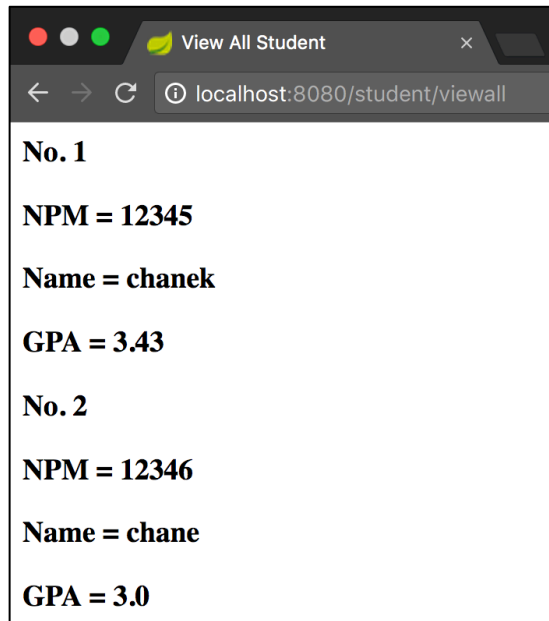 View All Student
localhost:8080/student/viewall
No. 1
NPM = 12345
Name = chanek
GPA = 3.43
No. 2
NPM = 12346
Name = chane
GPA = 3.0